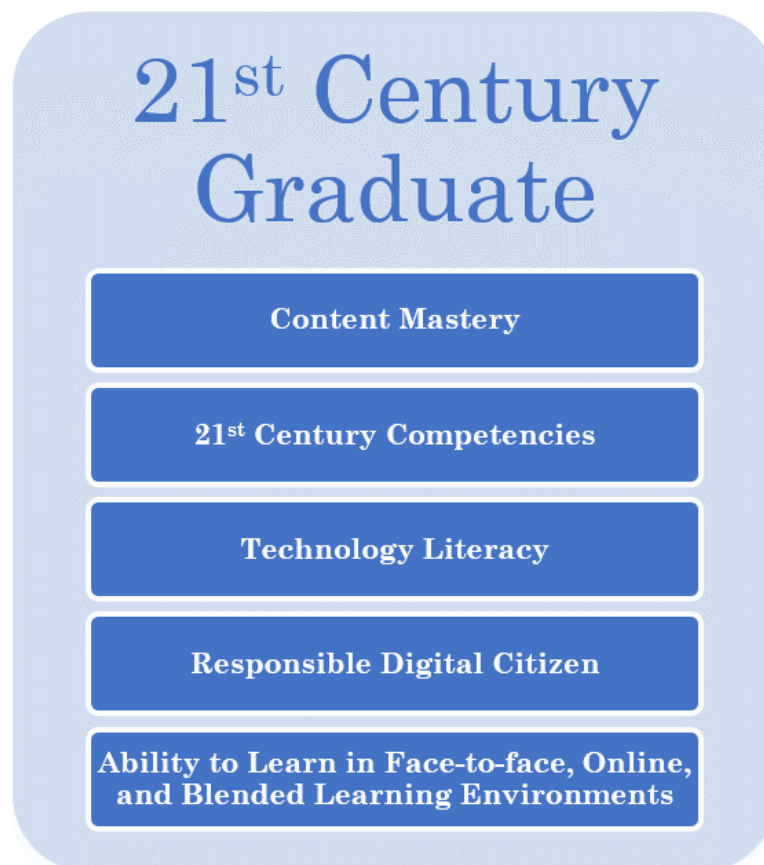 21st Century
Graduate
Content Mastery
21st Century Competencies
Technology Literacy
Responsible Digital Citizen
Ability to Learn in Face-to-face, Online,
and Blended Learning Environments